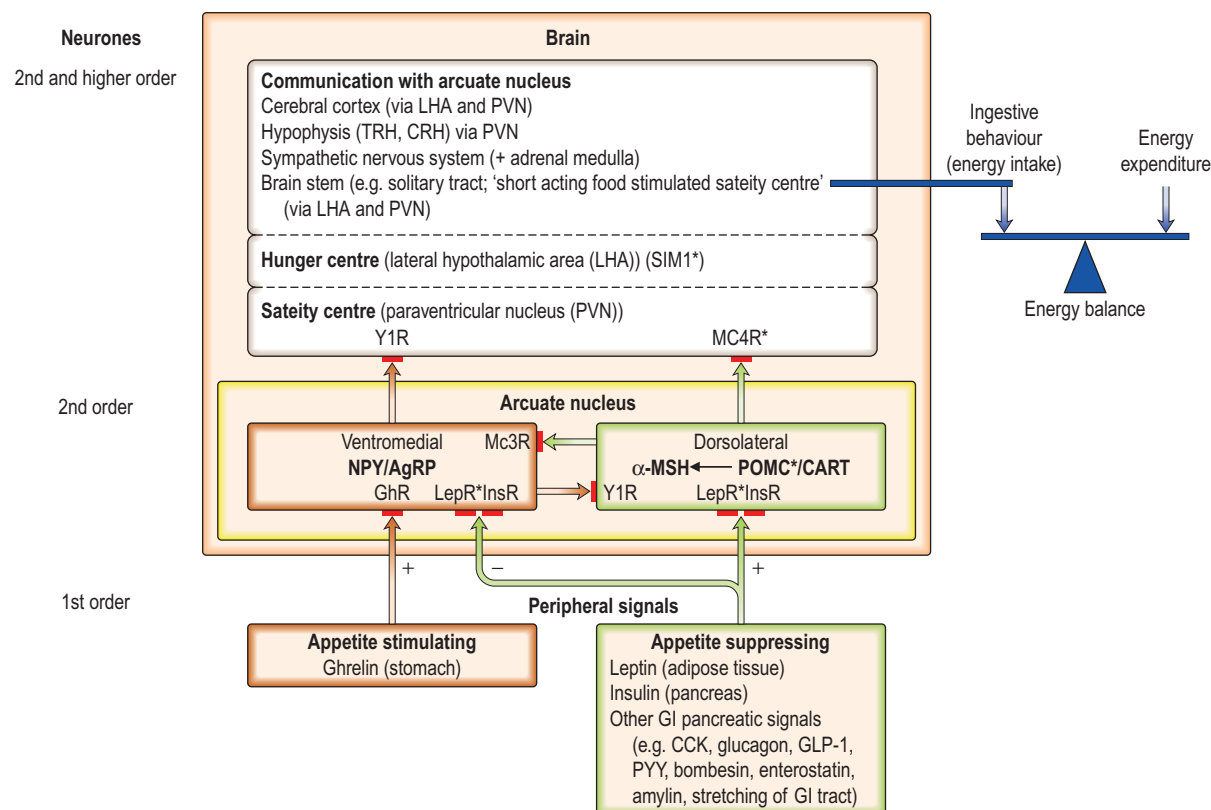 Neurones
Brain
2nd and higher order
Communication with arcuate nucleus
Cerebral cortex (via LHA and PVN)
Hypophysis (TRH, CRH) via PVN
Sympathetic nervous system (+ adrenal medulla)
Brain stem (e.g. solitary tract; ‘short acting food stimulated sateity centre’
(via LHA and PVN)
Hunger centre (lateral hypothalamic area (LHA)) (SIM1*)
Sateity centre (paraventricular nucleus (PVN))
Y1R
MC4R*
Ingestive
behaviour
(energy intake)
Energy
expenditure
Energy balance
2nd order
Arcuate nucleus
Ventromedial
Mc3R
NPY/AgRP
GhR
LepR*InsR
Dorsolateral
α-MSH POMC*/CART
Y1R
LepR*InsR
+
−
+
1st order
Peripheral signals
Appetite stimulating
Ghrelin (stomach)
Appetite suppressing
Leptin (adipose tissue)
Insulin (pancreas)
Other GI pancreatic signals
(e.g. CCK, glucagon, GLP-1,
PYY, bombesin, enterostatin,
amylin, stretching of GI tract)